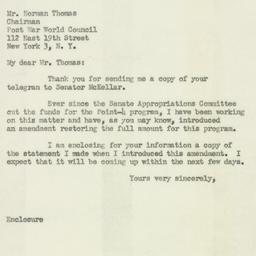 Mr. Norman Thomas
Chairman
Post War World Council
112 East 19th Street
New York 3, N. Y.
My dear Mr. Thomas:
Thank you for sending me a copy of your
telegram to Senator McKellar.
Ever since the Senate Appropriations Committee
cut the funds for the Point-4 program, I have been working
on this matter and have, as you may know, introduced
an amendment restoring the full amount for this program.
I am enclosing for your information a copy of
the statement I made when I introduced this amendment. I
expect that it will be coming up within the next few days.
Yours very sincerely,
Enclosure